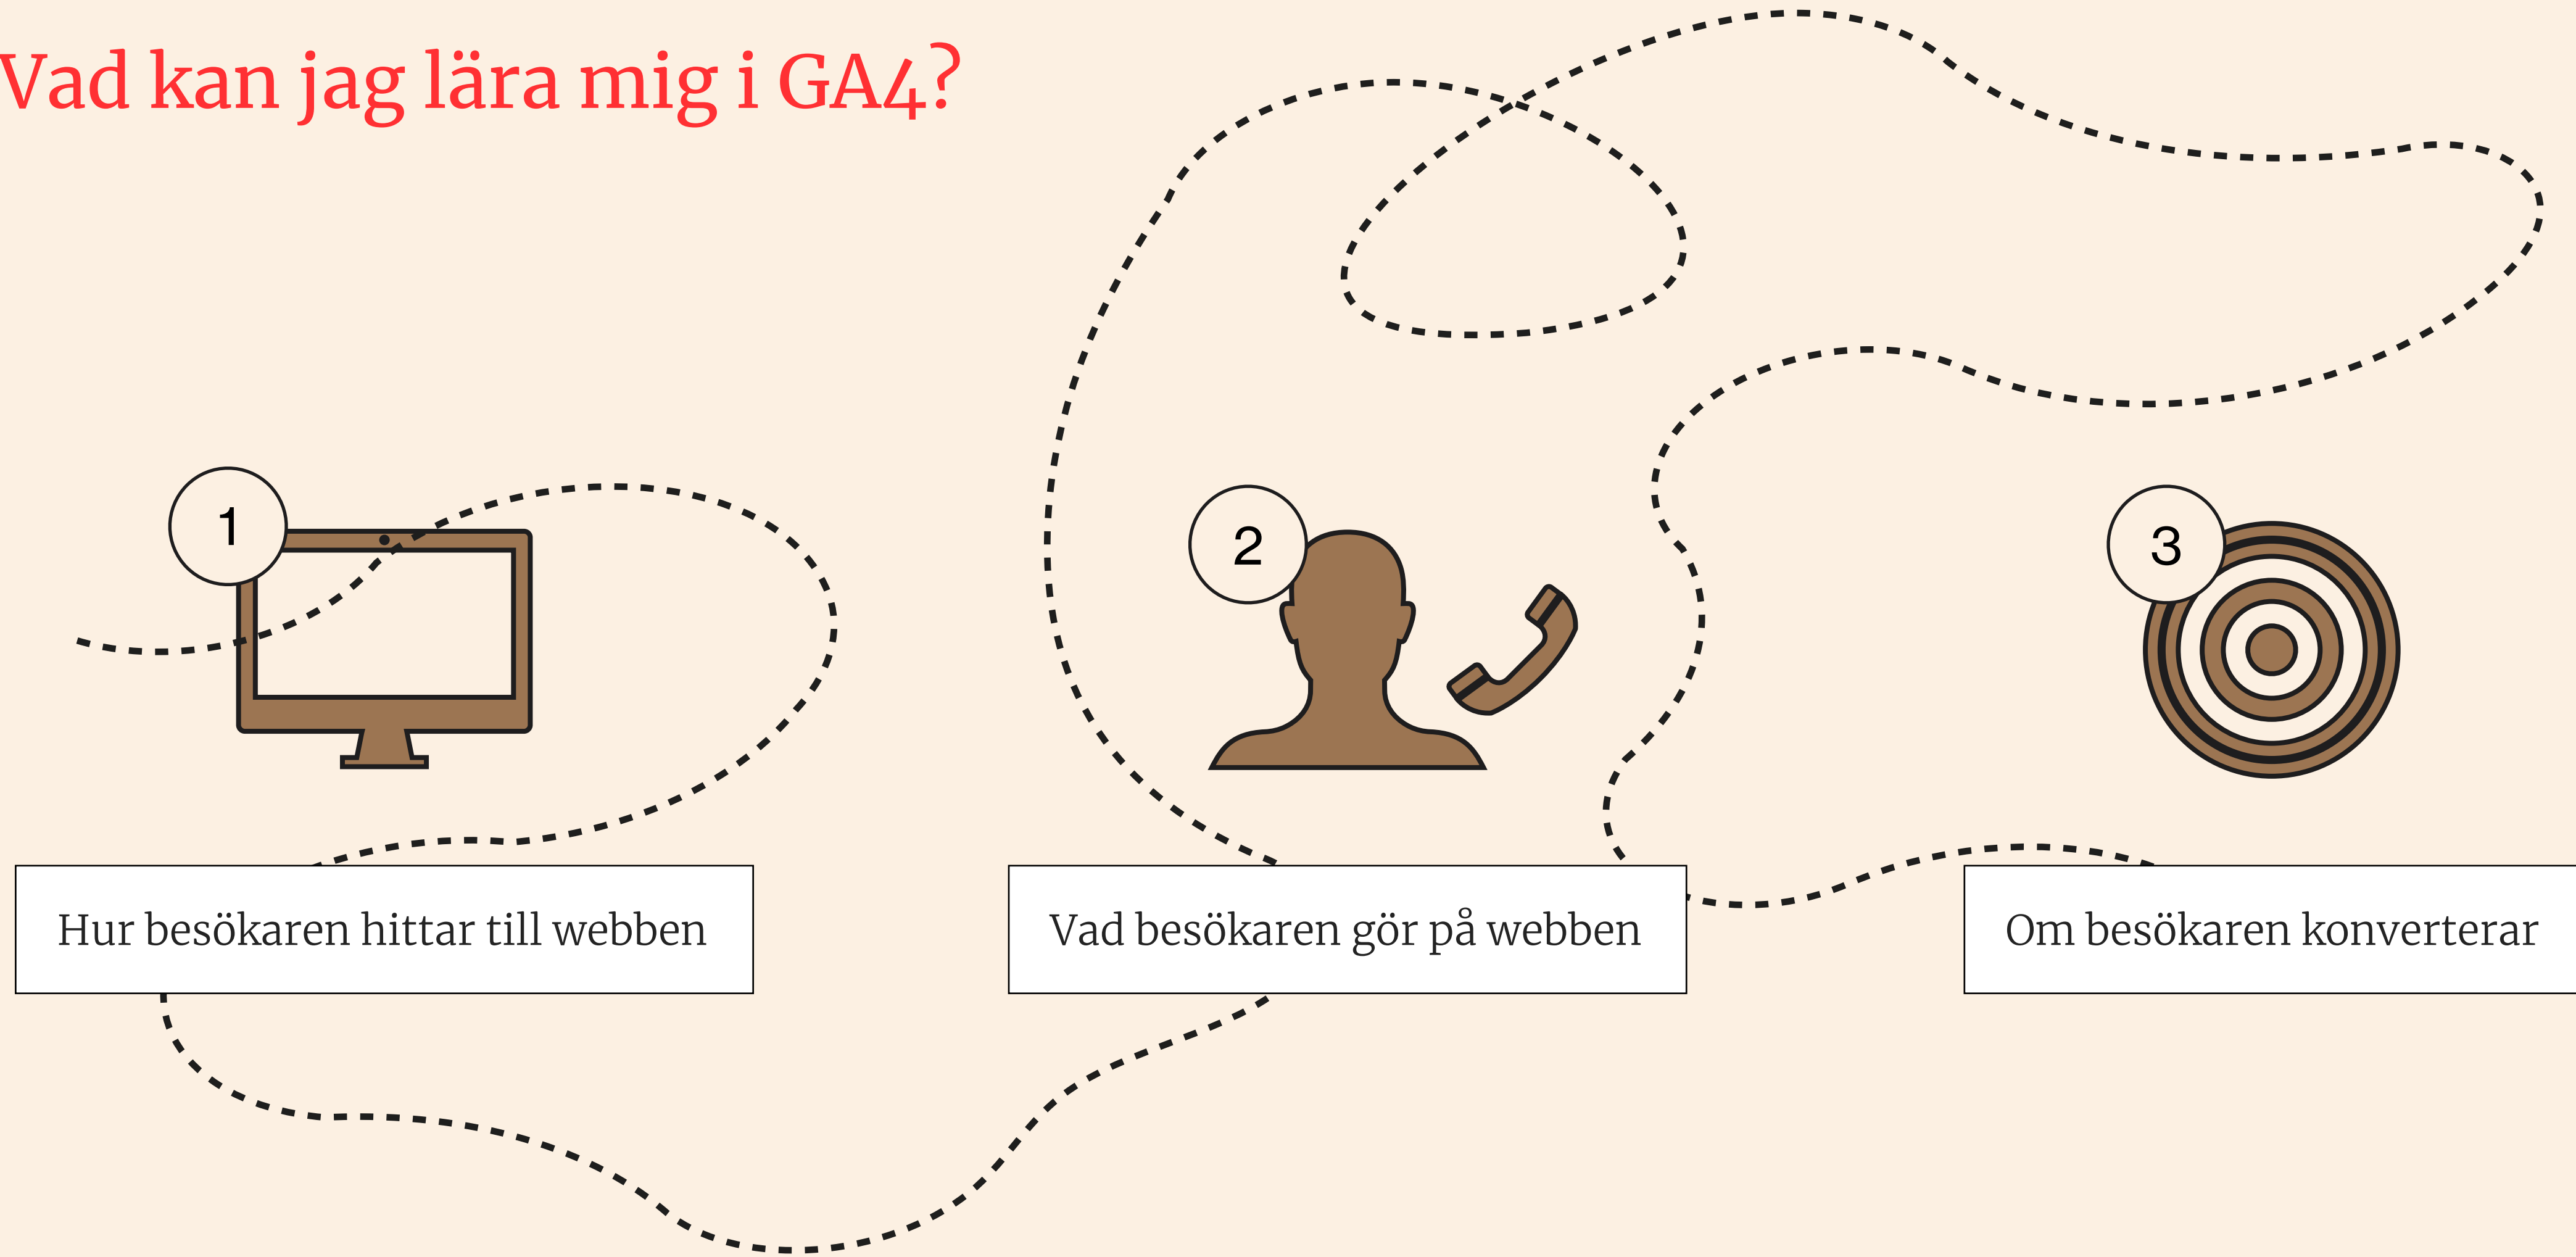 Vad kan jag lära mig i GA4?
1
2
3
Hur besökaren hittar till webben
Vad besökaren gör på webben
Om besökaren konverterar